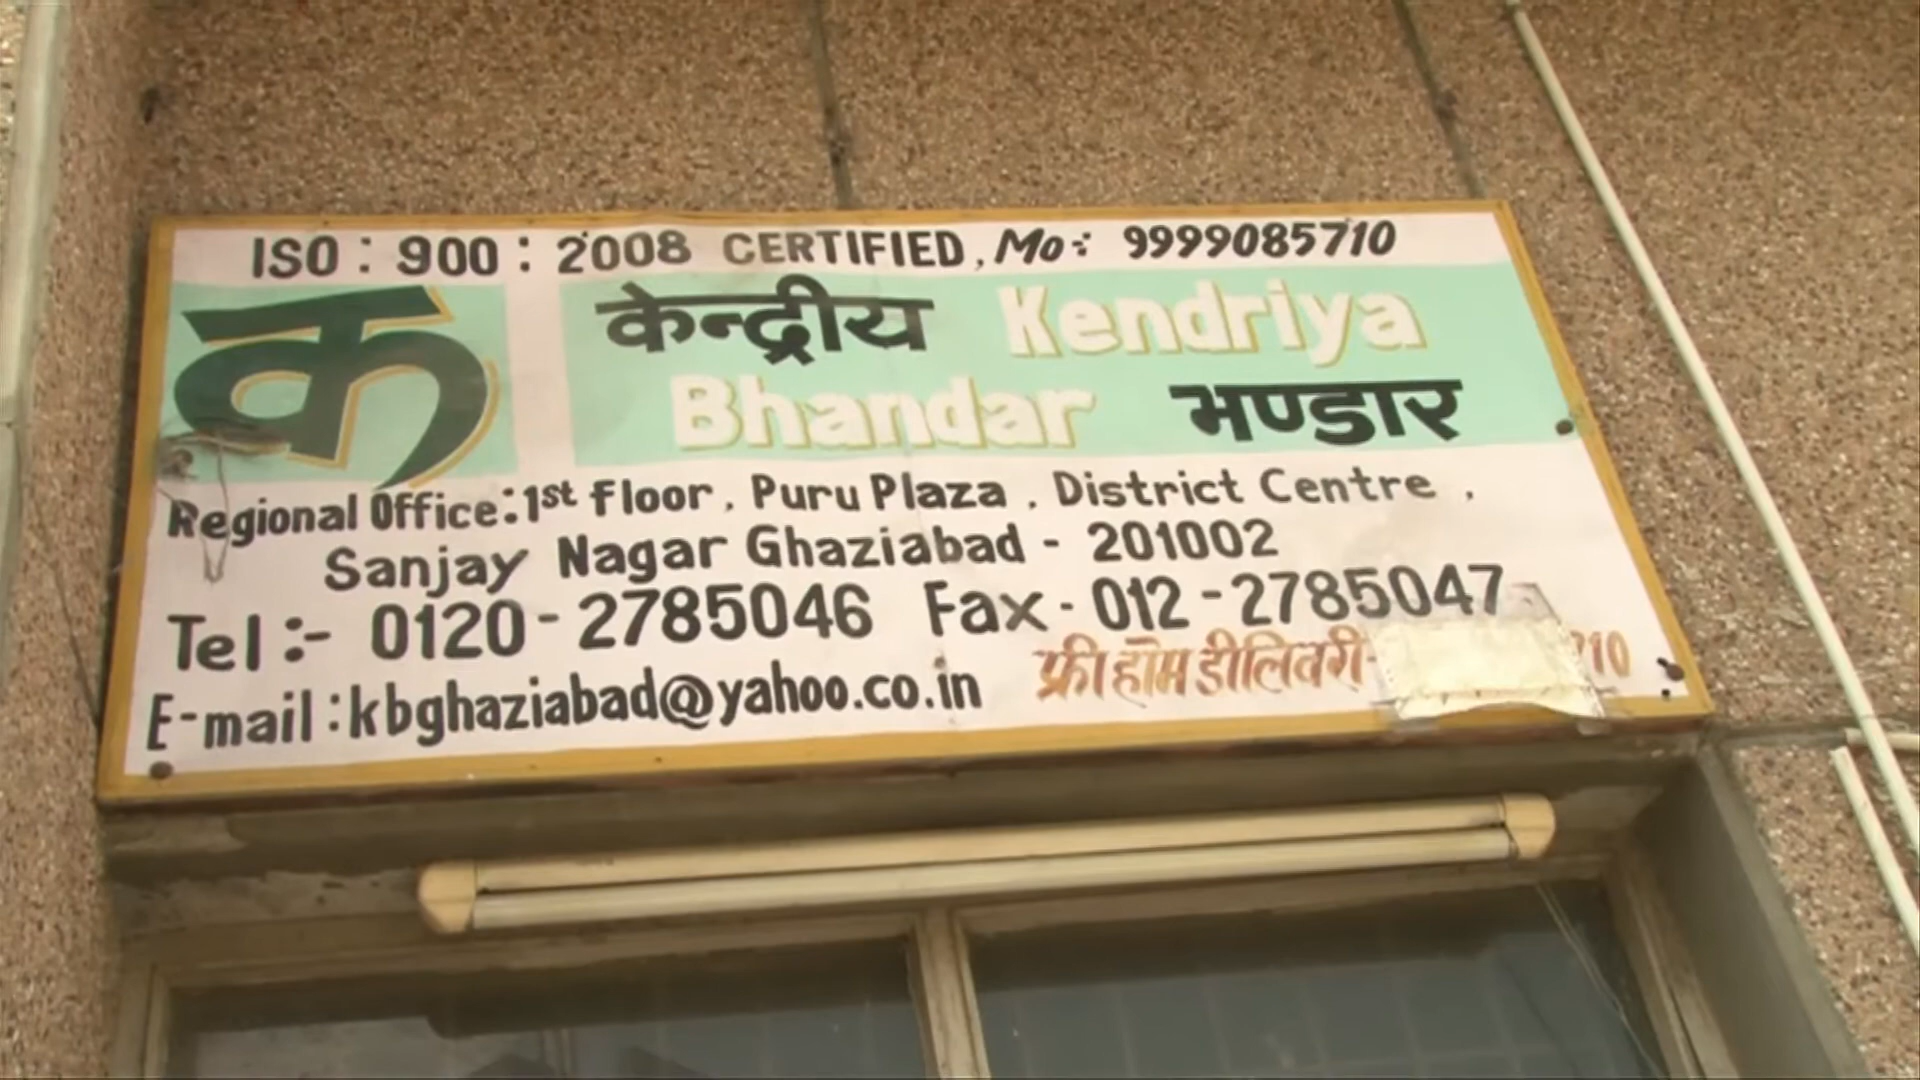 ISO : 900 : 2008 CERTIFIED, Mo:- 9999085710
क केन्द्रीय Kendriya
Bhandar भण्डार
Regional Office:1st floor, Puru Plaza, District Centre,
Sanjay Nagar Ghaziabad - 201002
Tel :- 0120-2785046 Fax-012-2785047
फ्री होम डीलिवरी- 10
E-mail:kbghaziabad@yahoo.co.in